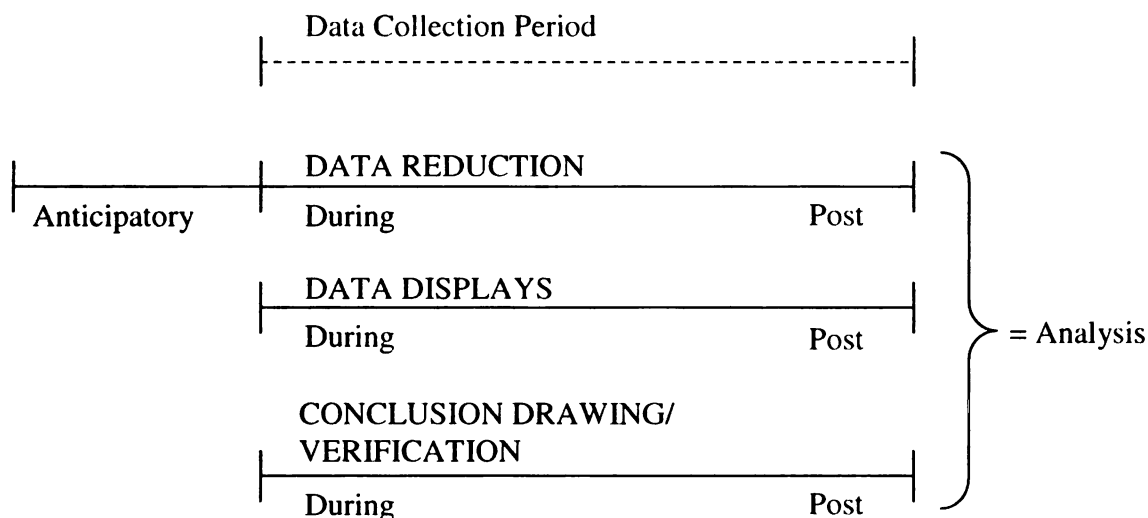 Data Collection Period
DATA REDUCTION
Anticipatory During Post
DATA DISPLAYS
During Post
= Analysis
CONCLUSION DRAWING/
VERIFICATION
During Post